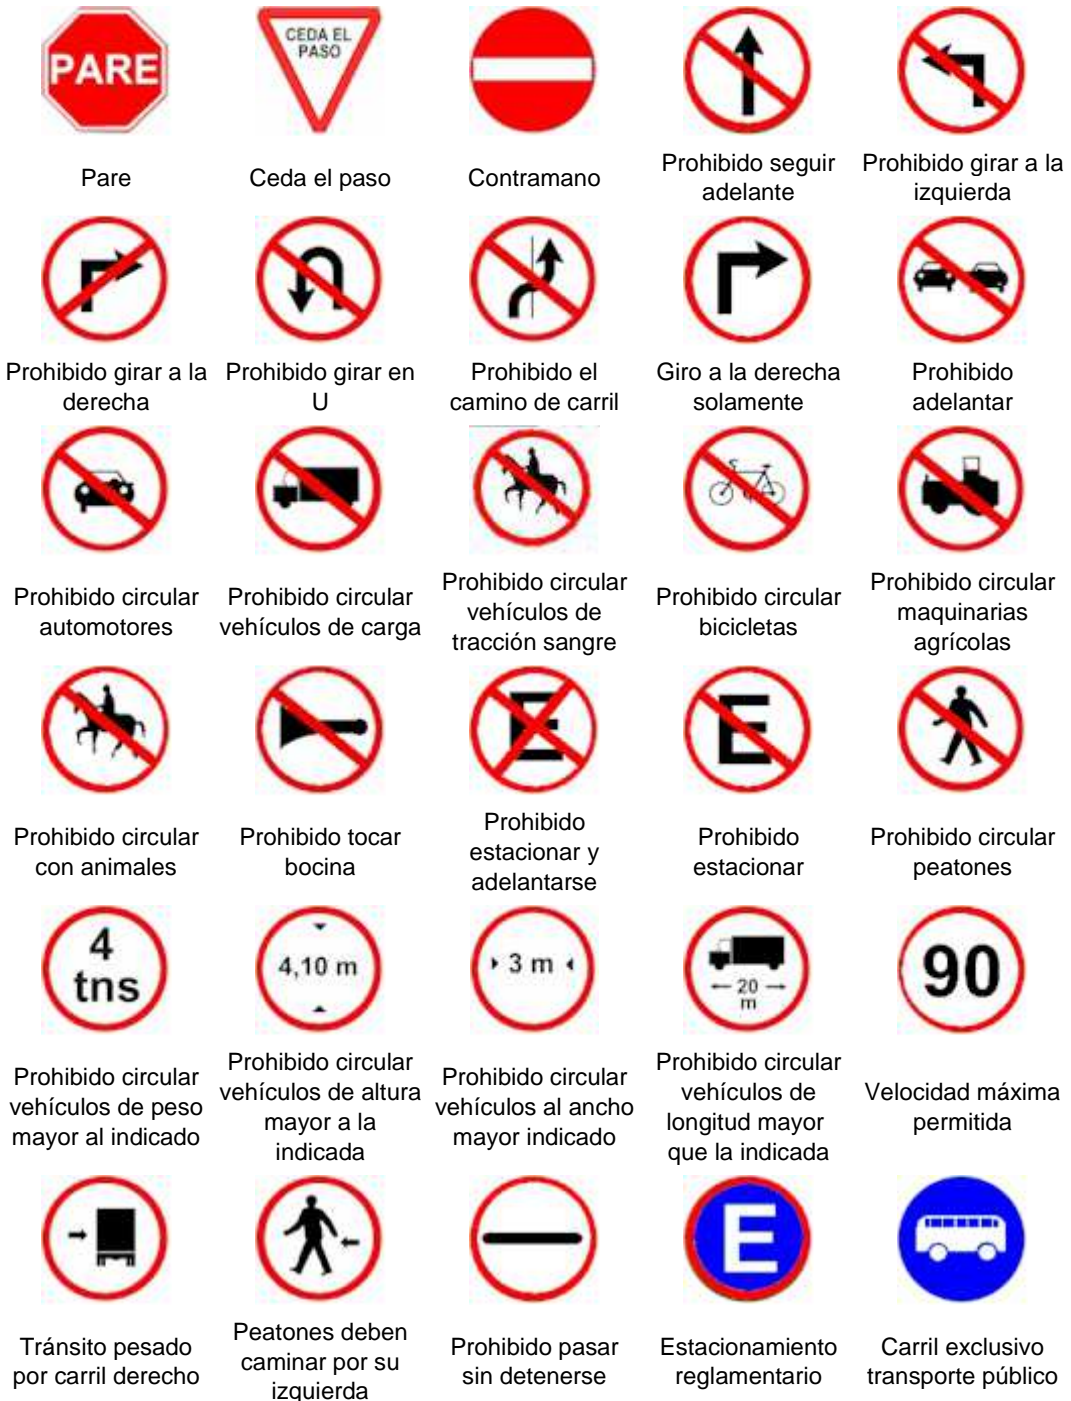 PARE
CEDA EL
PASO
Pare
Ceda el paso
Contramano
Prohibido seguir
adelante
Prohibido girar a la
izquierda
Prohibido girar a la
derecha
Prohibido girar en
U
Prohibido el
camino de carril
Giro a la derecha
solamente
Prohibido
adelantar
Prohibido circular
automotores
Prohibido circular
vehículos de carga
Prohibido circular
vehículos de
tracción sangre
Prohibido circular
bicicletas
Prohibido circular
maquinarias
agrícolas
E
E
Prohibido circular
con animales
Prohibido tocar
bocina
Prohibido
estacionar y
adelantarse
Prohibido
estacionar
Prohibido circular
peatones
4
tns
4,10 m
3 m
20
m
90
Prohibido circular
vehículos de peso
mayor al indicado
Prohibido circular
vehículos de altura
mayor a la
indicada
Prohibido circular
vehículos al ancho
mayor indicado
Prohibido circular
vehículos de
longitud mayor
que la indicada
Velocidad máxima
permitida
E
Tránsito pesado
por carril derecho
Peatones deben
caminar por su
izquierda
Prohibido pasar
sin detenerse
Estacionamiento
reglamentario
Carril exclusivo
transporte público